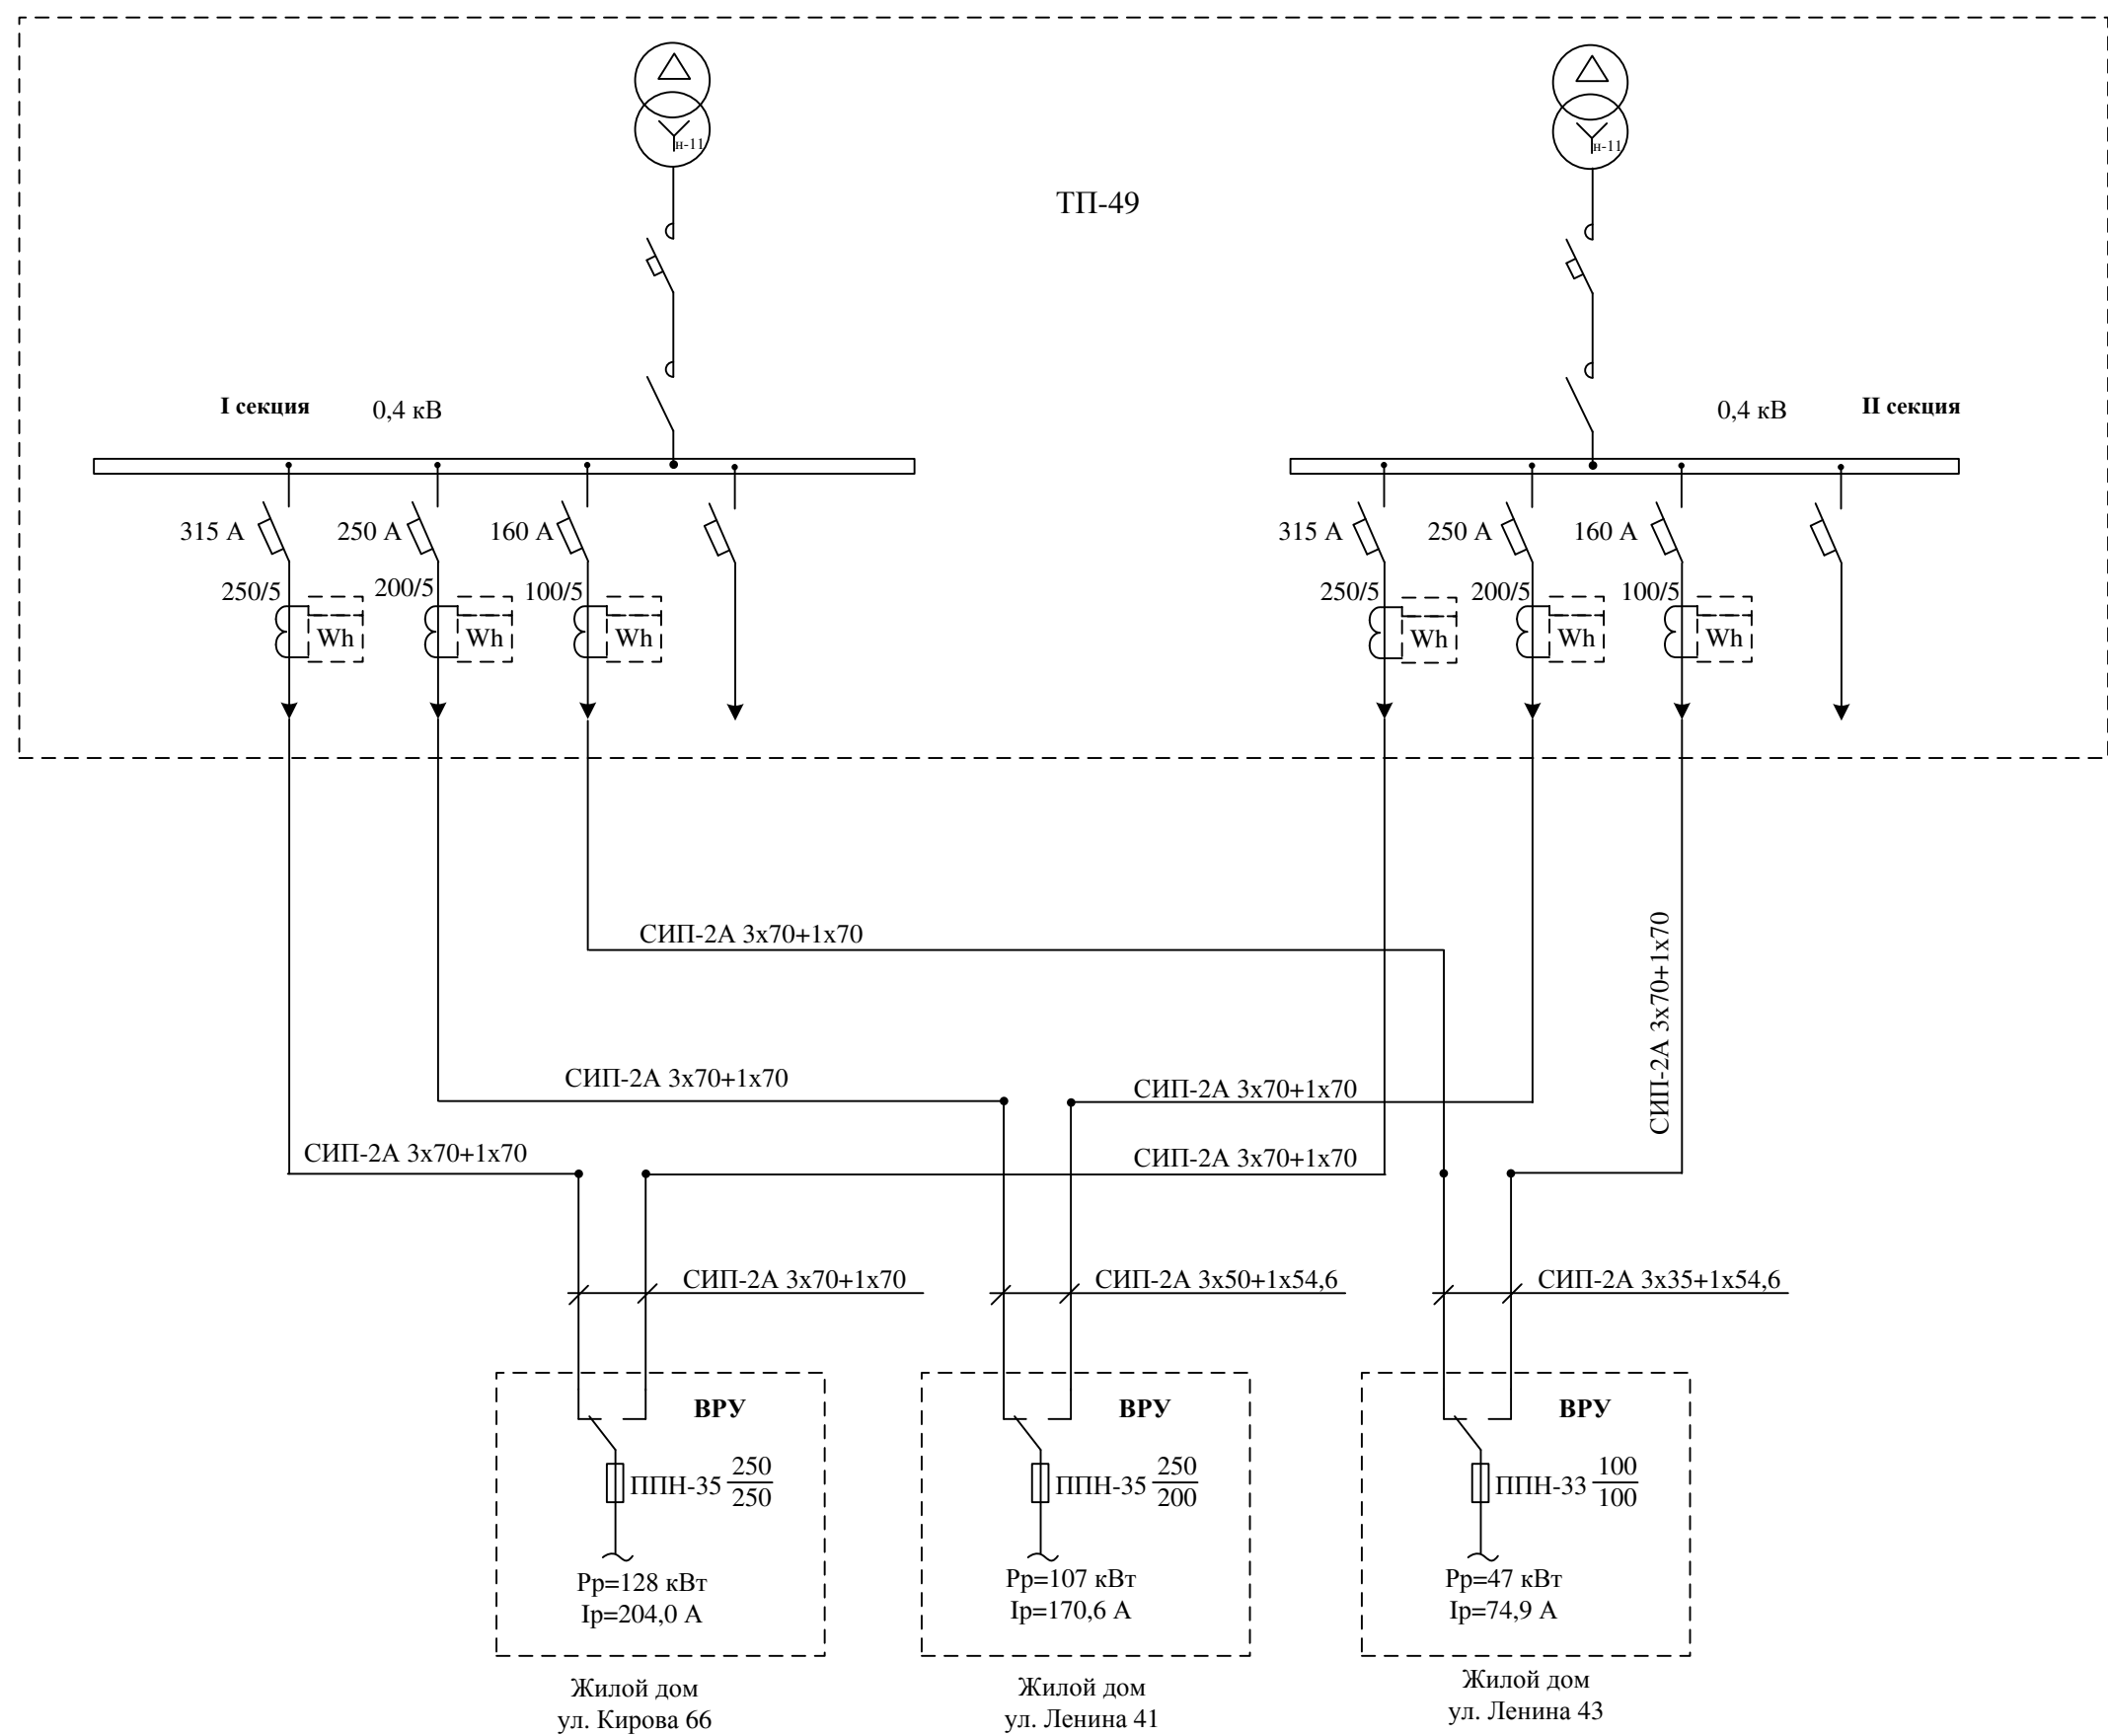 н-11
н-11
ТП-49
I секция
0,4 кВ
0,4 кВ
II секция
315 А
250 А
160 А
315 А
250 А
160 А
250/5
200/5
100/5
250/5
200/5
100/5
Wh
Wh
Wh
Wh
Wh
Wh
СИП-2А 3х70+1х70
СИП-2А 3х70+1х70
СИП-2А 3х70+1х70
СИП-2А 3х70+1х70
СИП-2А 3х70+1х70
СИП-2А 3х70+1х70
СИП-2А 3х70+1х70
СИП-2А 3х50+1х54,6
СИП-2А 3х35+1х54,6
ВРУ
ППН-35 250
250
Рр=128 кВт
Iр=204,0 А
Жилой дом
ул. Кирова 66
ВРУ
ППН-35 250
200
Рр=107 кВт
Iр=170,6 А
Жилой дом
ул. Ленина 41
ВРУ
ППН-33 100
100
Рр=47 кВт
Iр=74,9 А
Жилой дом
ул. Ленина 43